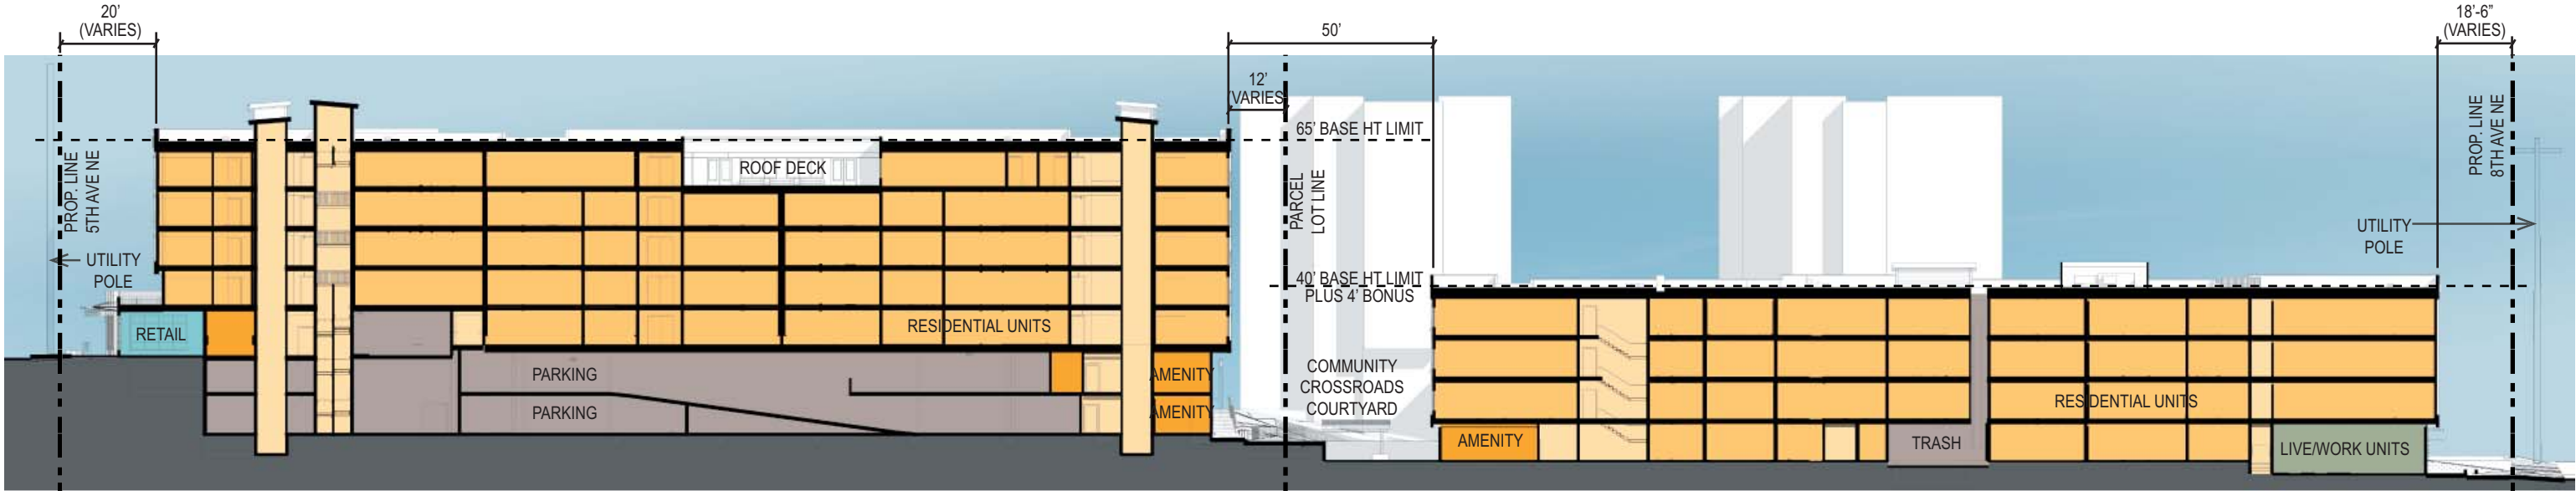 20'
(VARIES)
50'
18'-6"
(VARIES)
12'
(VARIES
65' BASE HT LIMIT
PROP. LINE
5TH AVE NE
ROOF DECK
PARCEL
LOT LINE
PROP. LINE
8TH AVE NE
UTILITY
POLE
UTILITY
POLE
40' BASE HT LIMIT
PLUS 4' BONUS
RETAIL
RESIDENTIAL UNITS
PARKING
AMENITY
COMMUNITY
CROSSROADS
COURTYARD
PARKING
AMENITY
RESIDENTIAL UNITS
AMENITY
TRASH
LIVE/WORK UNITS